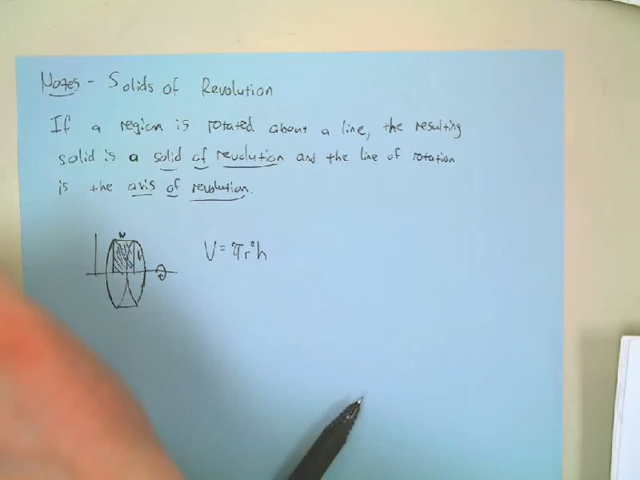 Notes - Solids of Revolution
If a region is rotated about a line, the resulting
solid is a solid of revolution and the line of rotation
is the axis of revolution.
w
V = πr²h